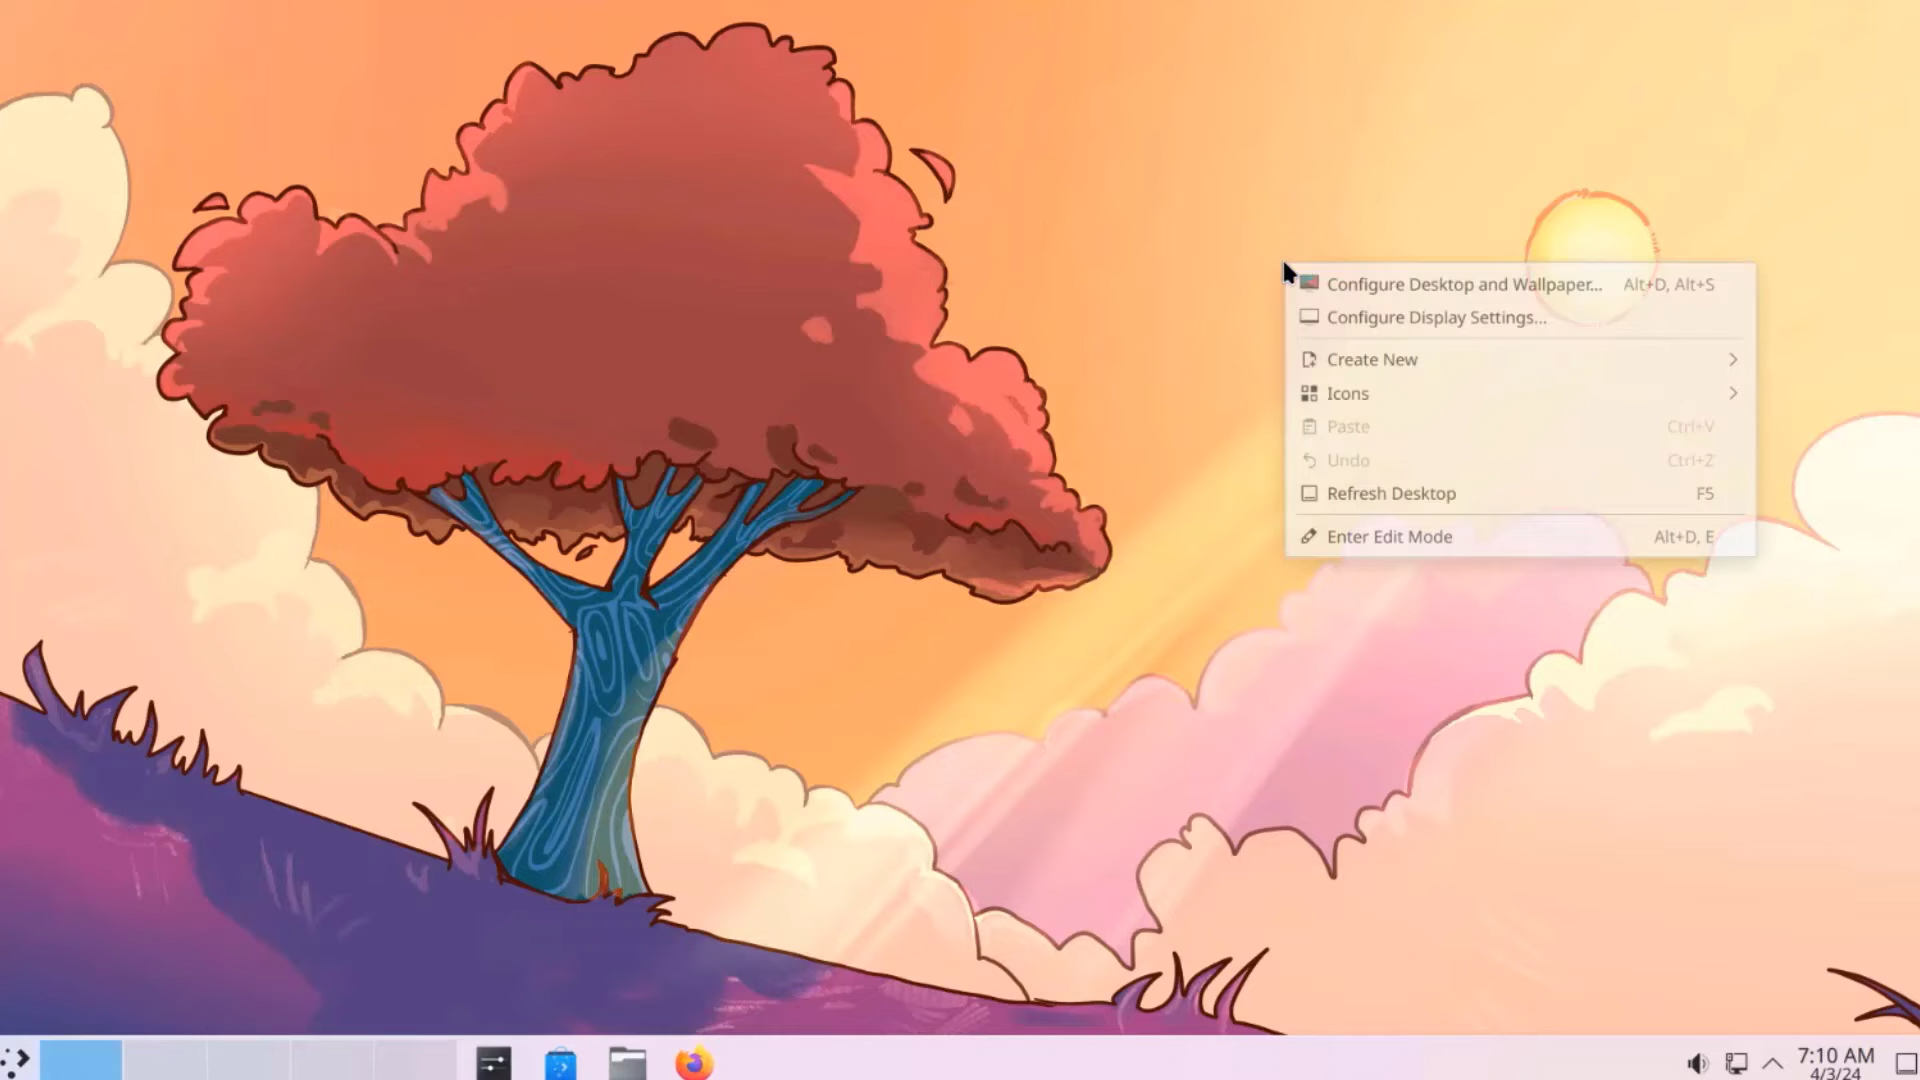 Configure Desktop and Wallpaper... Alt+D, Alt+S
Configure Display Settings...
Create New
Icons
Paste Ctrl+V
Undo Ctrl+Z
Refresh Desktop F5
Enter Edit Mode Alt+D, E
7:10 AM
4/3/24